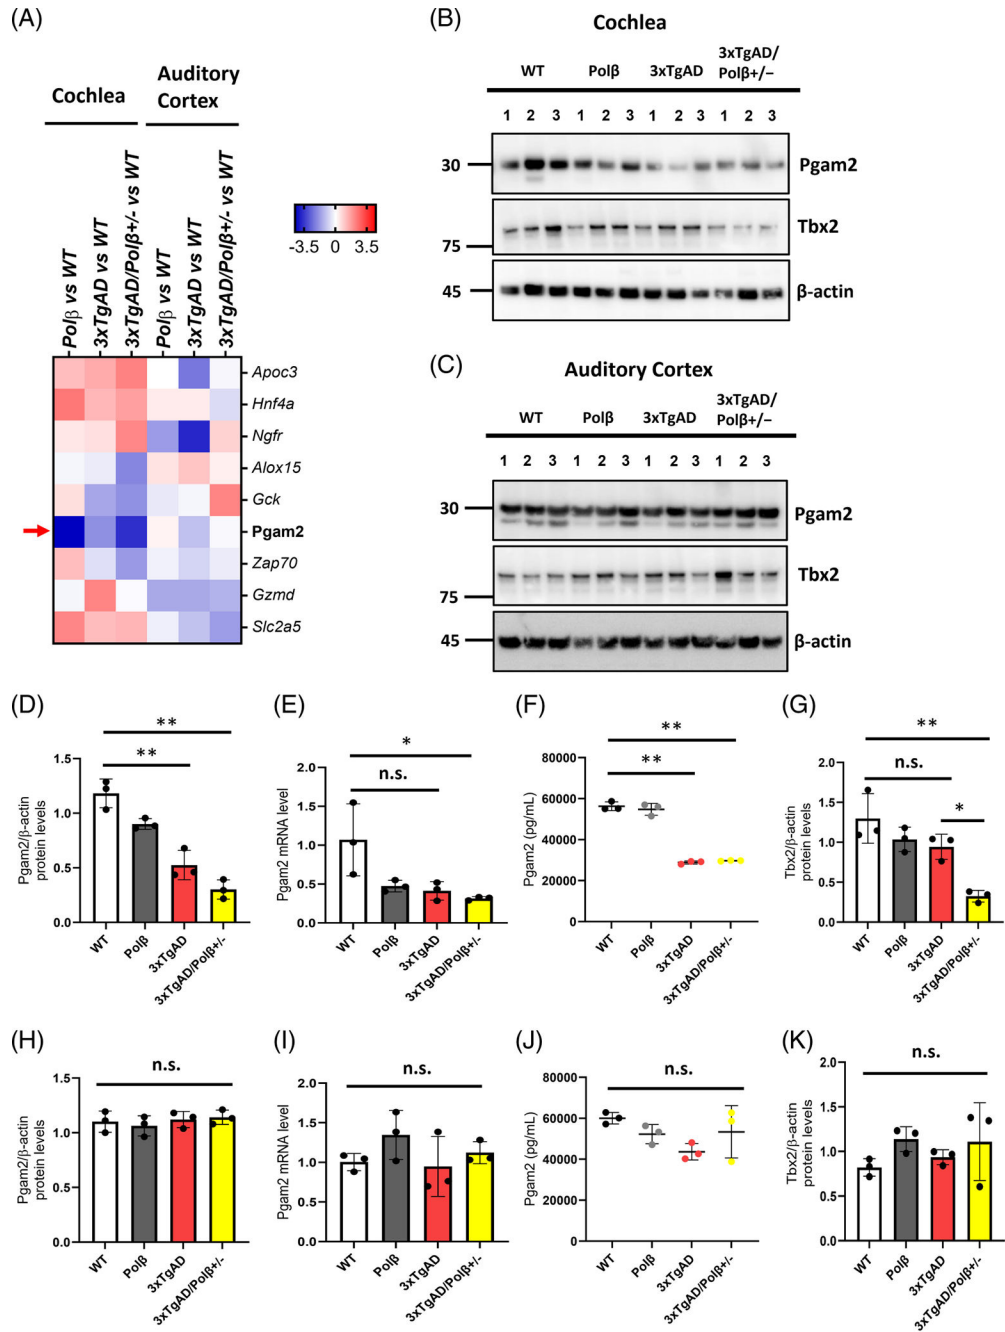 (A)
Cochlea
Auditory
Cortex
-3.5 0 3.5
Polβ vs WT
3xTgAD vs WT
3xTgAD/Polβ+/- vs WT
Polβ vs WT
3xTgAD vs WT
3xTgAD/Polβ+/- vs WT
Apoc3
Hnf4a
Ngfr
Alox15
Gck
Pgam2
Zap70
Gzmd
Slc2a5
(B)
Cochlea
WT Polβ 3xTgAD 3xTgAD/
Polβ+/−
1 2 3 1 2 3 1 2 3 1 2 3
30 Pgam2
Tbx2
75
45 β-actin
(C)
Auditory Cortex
WT Polβ 3xTgAD 3xTgAD/
Polβ+/−
1 2 3 1 2 3 1 2 3 1 2 3
30 Pgam2
Tbx2
75
45 β-actin
(D)
**
**
Pgam2/β-actin
protein levels
1.5
1.0
0.5
0.0
WT
Polβ
3xTgAD
3xTgAD/Polβ+/-
(E)
*
n.s.
Pgam2 mRNA level
2.0
1.5
1.0
0.5
0.0
WT
Polβ
3xTgAD
3xTgAD/Polβ+/-
(F)
**
**
Pgam2 (pg/mL)
80000
60000
40000
20000
0
WT
Polβ
3xTgAD
3xTgAD/Polβ+/-
(G)
**
n.s.
*
Tbx2/β-actin
protein levels
2.0
1.5
1.0
0.5
0.0
WT
Polβ
3xTgAD
3xTgAD/Polβ+/-
(H)
n.s.
Pgam2/β-actin
protein levels
1.5
1.0
0.5
0.0
WT
Polβ
3xTgAD
3xTgAD/Polβ+/-
(I)
n.s.
Pgam2 mRNA level
2.0
1.5
1.0
0.5
0.0
WT
Polβ
3xTgAD
3xTgAD/Polβ+/-
(J)
n.s.
Pgam2 (pg/mL)
80000
60000
40000
20000
0
WT
Polβ
3xTgAD
3xTgAD/Polβ+/-
(K)
n.s.
Tbx2/β-actin
protein levels
2.0
1.5
1.0
0.5
0.0
WT
Polβ
3xTgAD
3xTgAD/Polβ+/-